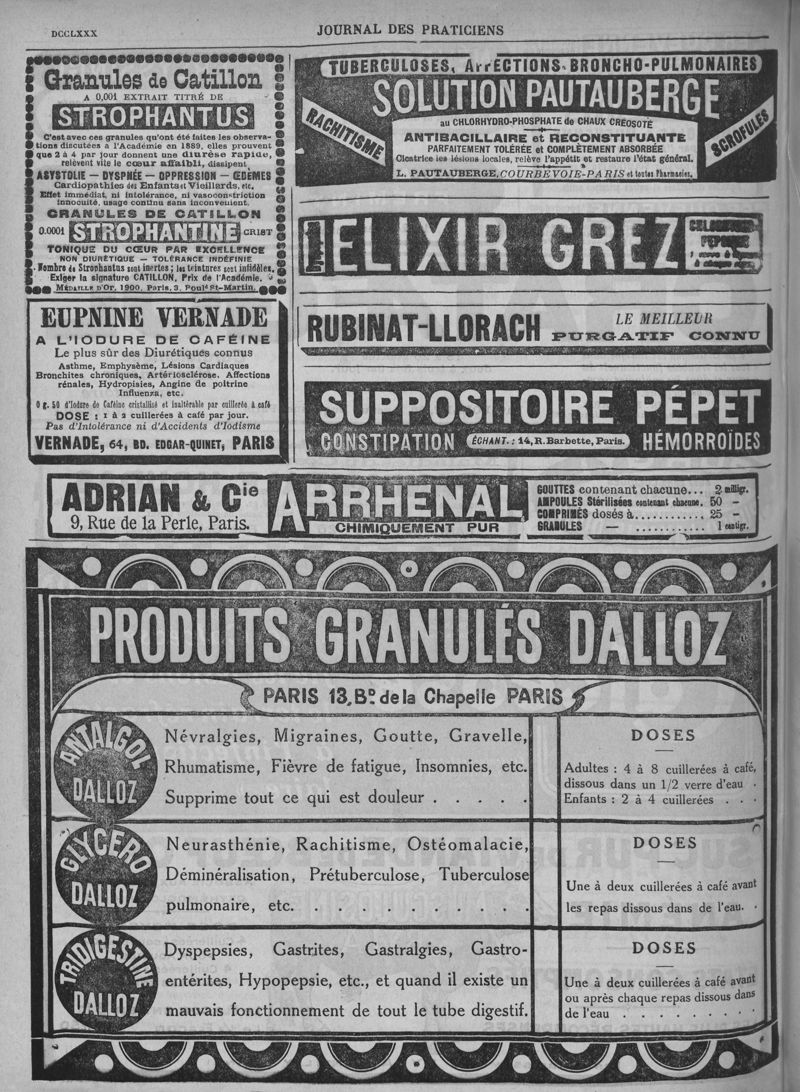 DCCLXXX
JOURNAL DES PRATICIENS
Granules de Catillon
A 0,001 EXTRAIT TITRÉ DE
STROPHANTUS
C'est avec ces granules qu'ont été faites les observa-
tions discutées à l'Académie en 1889, elles prouvent
que 2 à 4 par jour donnent une diurèse rapide,
relèvent vite le cœur affaibli, dissipent
ASYSTOLIE — DYSPNÉE — OPPRESSION — ŒDÈMES
Cardiopathies des Enfants et Vieillards, etc.
Effet immédiat, ni intolérance, ni vasoconstriction
innocuité, usage continu sans inconvénient.
GRANULES DE CATILLON
0.0001 STROPHANTINE CRIST
TONIQUE DU CŒUR PAR EXCELLENCE
NON DIURÉTIQUE — TOLÉRANCE INDÉFINIE
Nombre de Strophantus sont inertes ; les teintures sont infidèles.
Exiger la signature CATILLON, Prix de l'Académie.
MÉDAILLE D'OR, 1900, Paris, 3, Boulᵈ St-Martin.
TUBERCULOSES, AFFECTIONS BRONCHO-PULMONAIRES
SOLUTION PAUTAUBERGE
au CHLORHYDRO-PHOSPHATE de CHAUX CRÉOSOTÉ
RACHITISME
ANTIBACILLAIRE et RECONSTITUANTE
PARFAITEMENT TOLÉRÉE et COMPLÈTEMENT ABSORBÉE
Cicatrice les lésions locales, relève l'appétit et restaure l'état général.
SCROFULES
L. PAUTAUBERGE, COURBEVOIE-PARIS et toutes Pharmacies.
ELIXIR GREZ
RUBINAT-LLORACH
LE MEILLEUR
PURGATIF CONNU
EUPNINE VERNADE
A L'IODURE DE CAFÉINE
Le plus sûr des Diurétiques connus
Asthme, Emphysème, Lésions Cardiaques
Bronchites chroniques, Artériosclérose. Affections
rénales, Hydropisies, Angine de poitrine
Influenza, etc.
0 g. 50 d'Iodure de Caféine cristallisé et inaltérable par cuillerée à café
DOSE : 1 à 2 cuillerées à café par jour.
Pas d'Intolérance ni d'Accidents d'Iodisme
VERNADE, 64, BD. EDGAR-QUINET, PARIS
SUPPOSITOIRE PÉPET
CONSTIPATION
ÉCHANT. : 14, R. Barbette, Paris.
HÉMORROÏDES
ADRIAN & Cie
9, Rue de la Perle, Paris.
ARRHENAL
CHIMIQUEMENT PUR
GOUTTES contenant chacune... 2 milligr.
AMPOULES Stérilisées contenant chacune. 50 —
COMPRIMÉS dosés à........... 25 —
GRANULES — ............ 1 centigr.
PRODUITS GRANULÉS DALLOZ
PARIS 13, Bᴰ. de la Chapelle PARIS
ANTALGOL
DALLOZ
Névralgies, Migraines, Goutte, Gravelle,
Rhumatisme, Fièvre de fatigue, Insomnies, etc.
Supprime tout ce qui est douleur . . . . .
DOSES
Adultes : 4 à 8 cuillerées à café,
dissous dans un 1/2 verre d'eau .
Enfants : 2 à 4 cuillerées . . .
GLYCERO
DALLOZ
Neurasthénie, Rachitisme, Ostéomalacie,
Déminéralisation, Prétuberculose, Tuberculose
pulmonaire, etc. . . . . . . . . . .
DOSES
Une à deux cuillerées à café avant
les repas dissous dans de l'eau. .
TRIDIGESTINE
DALLOZ
Dyspepsies, Gastrites, Gastralgies, Gastro-
entérites, Hypopepsie, etc., et quand il existe un
mauvais fonctionnement de tout le tube digestif.
DOSES
Une à deux cuillerées à café avant
ou après chaque repas dissous dans
de l'eau . . . . . . . . .